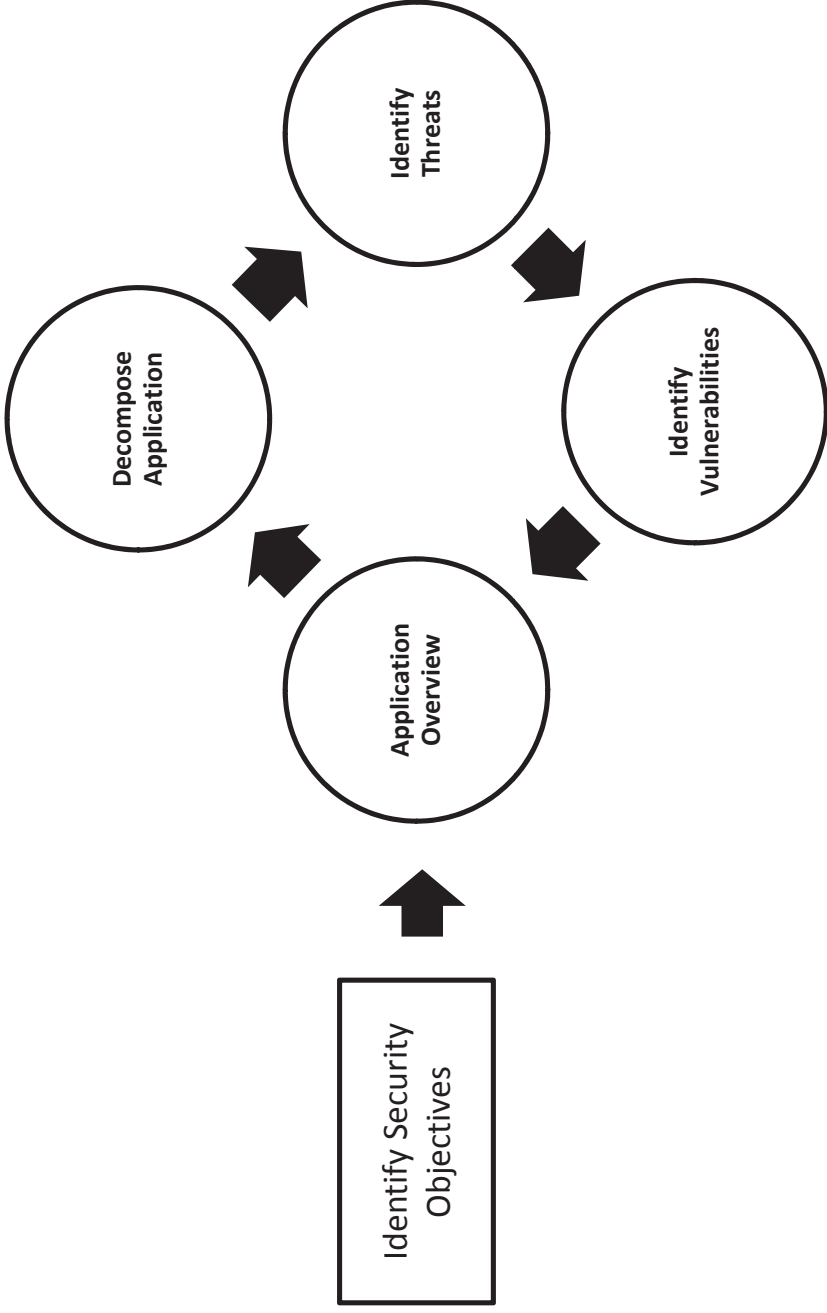 Identify Security
Objectives
Application
Overview
Decompose
Application
Identify
Threats
Identify
Vulnerabilities